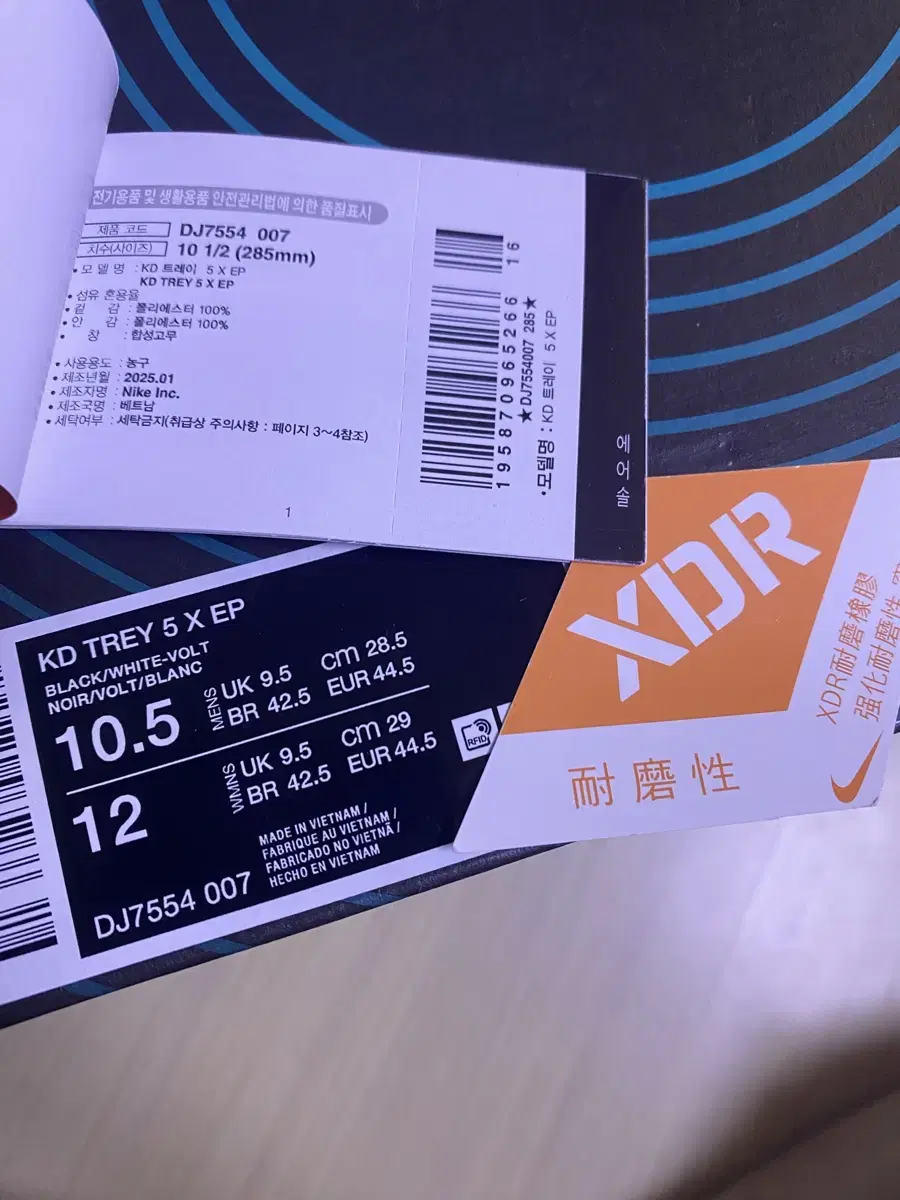 전기용품 및 생활용품 안전관리법에 의한 품질표시
제품 코드 DJ7554 007
치수(사이즈) 10 1/2 (285mm)
• 모 델 명 : KD 트레이 5 X EP
KD TREY 5 X EP
• 섬유 혼용율
• 겉 감 : 폴리에스터 100%
• 안 감 : 폴리에스터 100%
• 창 : 합성고무
• 사용용도 : 농구
• 제조년월 : 2025.01
• 제조자명 : Nike Inc.
• 제조국명 : 베트남
• 세탁여부 : 세탁금지(취급상 주의사항 : 페이지 3~4참조)
1
16
195870965266
★DJ7554007 285★
•모델명 : KD 트레이 5 X EP
에어솔
KD TREY 5 X EP
BLACK/WHITE-VOLT
NOIR/VOLT/BLANC
10.5 MENS UK 9.5 cm 28.5
BR 42.5 EUR 44.5
12 WMNS UK 9.5 cm 29
BR 42.5 EUR 44.5
RFID
MADE IN VIETNAM /
FABRIQUE AU VIETNAM /
FABRICADO NO VIETNÃ /
HECHO EN VIETNAM
DJ7554 007
XDR
耐磨性
XDR耐磨橡膠
强化耐磨性